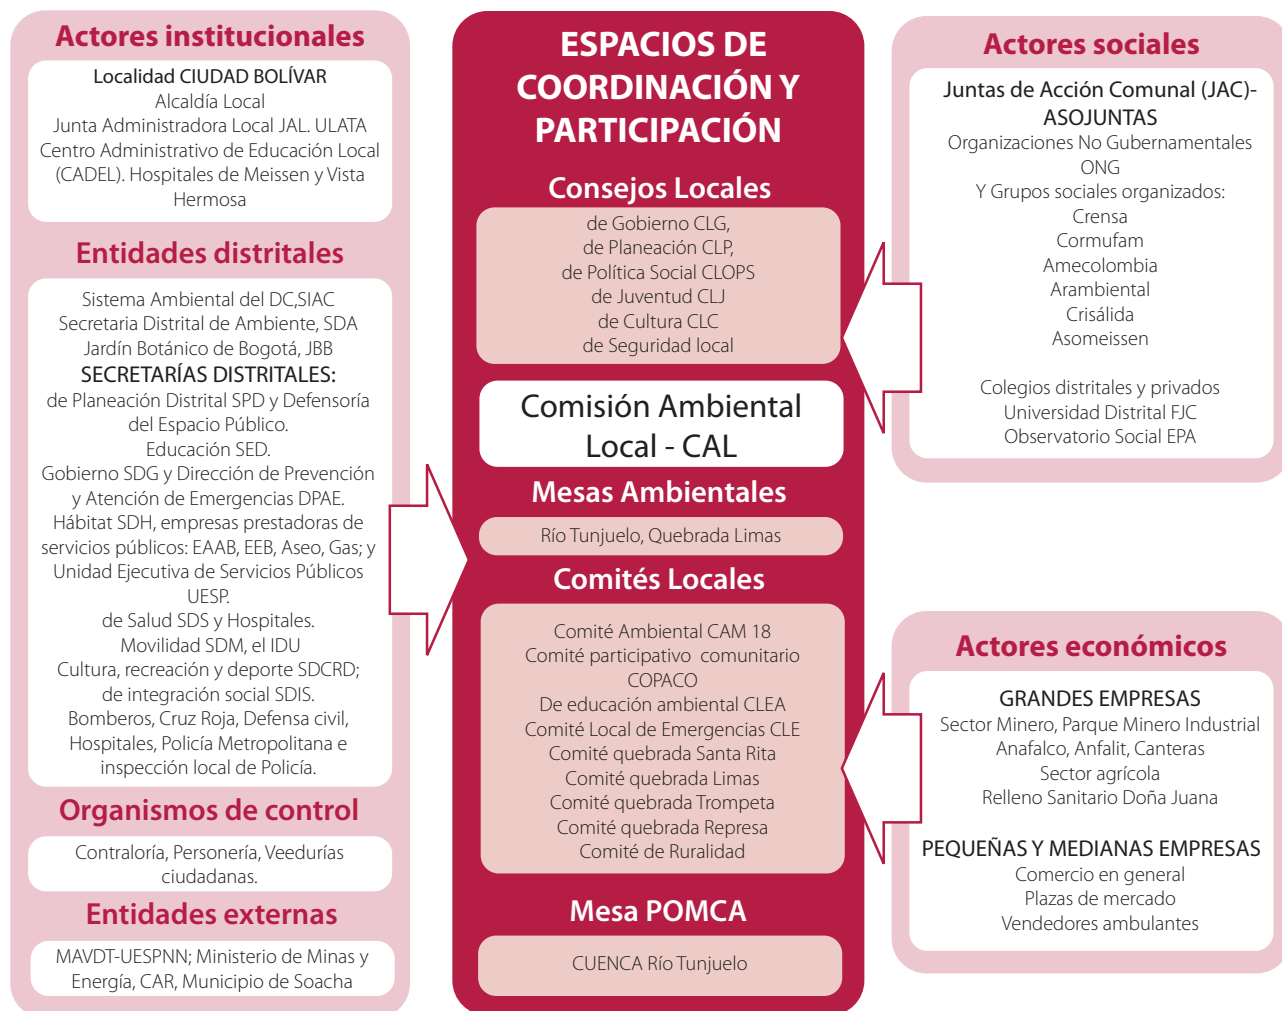 Actores institucionales
Localidad CIUDAD BOLÍVAR
Alcaldía Local
Junta Administradora Local JAL. ULATA
Centro Administrativo de Educación Local
(CADEL). Hospitales de Meissen y Vista
Hermosa
Entidades distritales
Sistema Ambiental del DC,SIAC
Secretaria Distrital de Ambiente, SDA
Jardín Botánico de Bogotá, JBB
SECRETARÍAS DISTRITALES:
de Planeación Distrital SPD y Defensoría
del Espacio Público.
Educación SED.
Gobierno SDG y Dirección de Prevención
y Atención de Emergencias DPAE.
Hábitat SDH, empresas prestadoras de
servicios públicos: EAAB, EEB, Aseo, Gas; y
Unidad Ejecutiva de Servicios Públicos
UESP.
de Salud SDS y Hospitales.
Movilidad SDM, el IDU
Cultura, recreación y deporte SDCRD;
de integración social SDIS.
Bomberos, Cruz Roja, Defensa civil,
Hospitales, Policía Metropolitana e
inspección local de Policía.
Organismos de control
Contraloría, Personería, Veedurías
ciudadanas.
Entidades externas
MAVDT-UESPNN; Ministerio de Minas y
Energía, CAR, Municipio de Soacha
ESPACIOS DE
COORDINACIÓN Y
PARTICIPACIÓN
Consejos Locales
de Gobierno CLG,
de Planeación CLP,
de Política Social CLOPS
de Juventud CLJ
de Cultura CLC
de Seguridad local
Comisión Ambiental
Local - CAL
Mesas Ambientales
Río Tunjuelo, Quebrada Limas
Comités Locales
Comité Ambiental CAM 18
Comité participativo comunitario
COPACO
De educación ambiental CLEA
Comité Local de Emergencias CLE
Comité quebrada Santa Rita
Comité quebrada Limas
Comité quebrada Trompeta
Comité quebrada Represa
Comité de Ruralidad
Mesa POMCA
CUENCA Río Tunjuelo
Actores sociales
Juntas de Acción Comunal (JAC)-
ASOJUNTAS
Organizaciones No Gubernamentales
ONG
Y Grupos sociales organizados:
Crensa
Cormufam
Amecolombia
Arambiental
Crisálida
Asomeissen
Colegios distritales y privados
Universidad Distrital FJC
Observatorio Social EPA
Actores económicos
GRANDES EMPRESAS
Sector Minero, Parque Minero Industrial
Anafalco, Anfalit, Canteras
Sector agrícola
Relleno Sanitario Doña Juana
PEQUEÑAS Y MEDIANAS EMPRESAS
Comercio en general
Plazas de mercado
Vendedores ambulantes